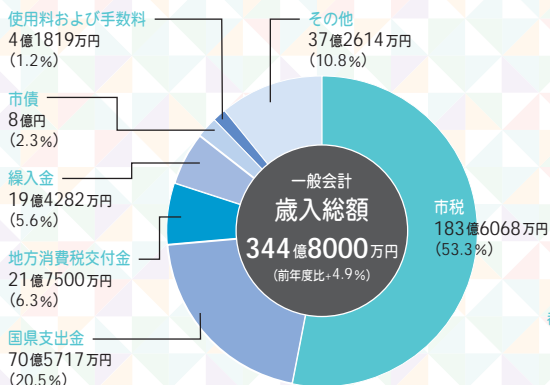 使用料および手数料
4億1819万円
(1.2%)
市債
8億円
(2.3%)
繰入金
19億4282万円
(5.6%)
地方消費税交付金
21億7500万円
(6.3%)
国県支出金
70億5717万円
(20.5%)
その他
37億2614万円
(10.8%)
一般会計
歳入総額
344億8000万円
(前年度比+4.9%)
市税
183億6068万円
(53.3%)